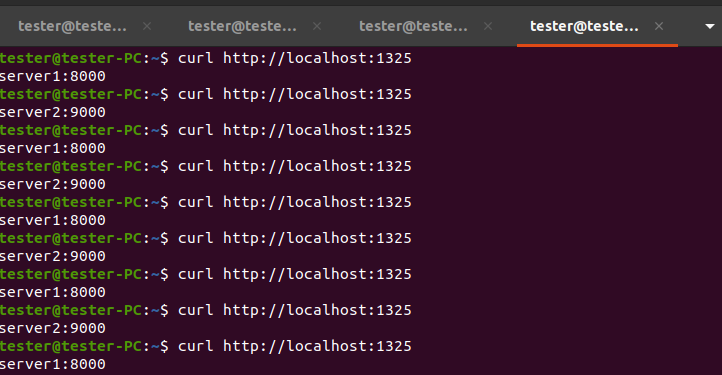 tester@teste... × tester@teste... × tester@teste... × tester@teste... ×
tester@tester-PC:~$ curl http://localhost:1325
server1:8000
tester@tester-PC:~$ curl http://localhost:1325
server2:9000
tester@tester-PC:~$ curl http://localhost:1325
server1:8000
tester@tester-PC:~$ curl http://localhost:1325
server2:9000
tester@tester-PC:~$ curl http://localhost:1325
server1:8000
tester@tester-PC:~$ curl http://localhost:1325
server2:9000
tester@tester-PC:~$ curl http://localhost:1325
server1:8000
tester@tester-PC:~$ curl http://localhost:1325
server2:9000
tester@tester-PC:~$ curl http://localhost:1325
server1:8000